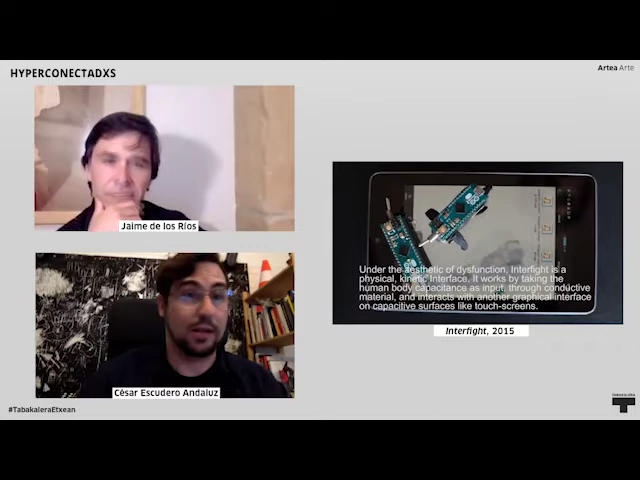 HYPERCONECTADXS
Artea Arte
Jaime de los Ríos
Under the aesthetic of dysfunction, Interfight is a
physical, kinetic Interface. It works by taking the
human body capacitance as input, through conductive
material, and interacts with another graphical interface
on capacitive surfaces like touch-screens.
Interfight, 2015
César Escudero Andaluz
#TabakaleraEtxean